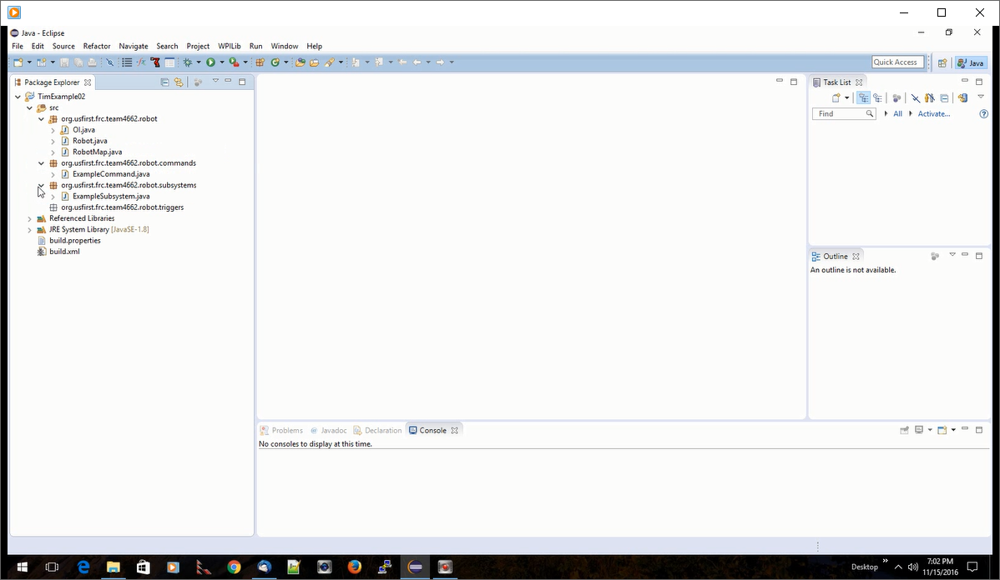 Java - Eclipse
File Edit Source Refactor Navigate Search Project WPILib Run Window Help
Quick Access
Java
Package Explorer
TimExample02
src
org.usfirst.frc.team4662.robot
OI.java
Robot.java
RobotMap.java
org.usfirst.frc.team4662.robot.commands
ExampleCommand.java
org.usfirst.frc.team4662.robot.subsystems
ExampleSubsystem.java
org.usfirst.frc.team4662.robot.triggers
Referenced Libraries
JRE System Library [JavaSE-1.8]
build.properties
build.xml
Task List
Find All Activate...
Outline
An outline is not available.
Problems Javadoc Declaration Console
No consoles to display at this time.
Desktop
7:02 PM
11/15/2016